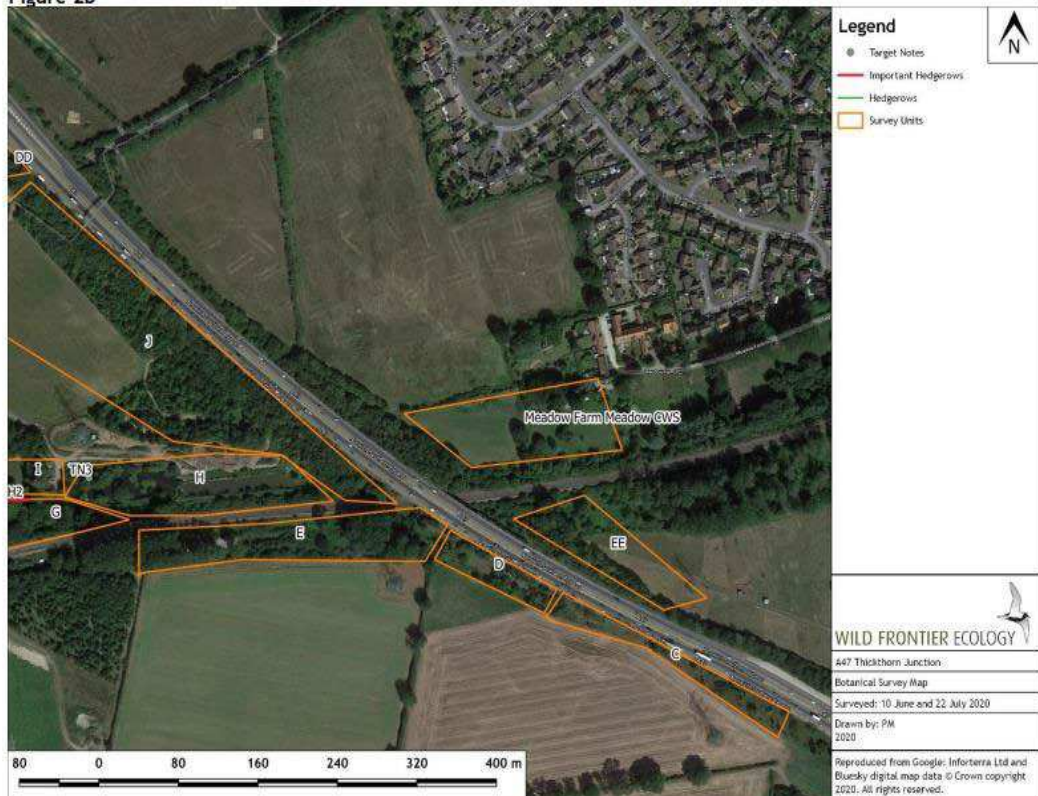 Legend
N
Target Notes
Important Hedgerows
Hedgerows
Survey Units
DD
J
Meadow Farm Meadow CWS
I
TN3
H
H2
G
E
D
EE
C
80 0 80 160 240 320 400 m
WILD FRONTIER ECOLOGY
A47 Thickthorn Junction
Botanical Survey Map
Surveyed: 10 June and 22 July 2020
Drawn by: PM
2020
Reproduced from Google: Inforterra Ltd and
Bluesky digital map data © Crown copyright
2020. All rights reserved.